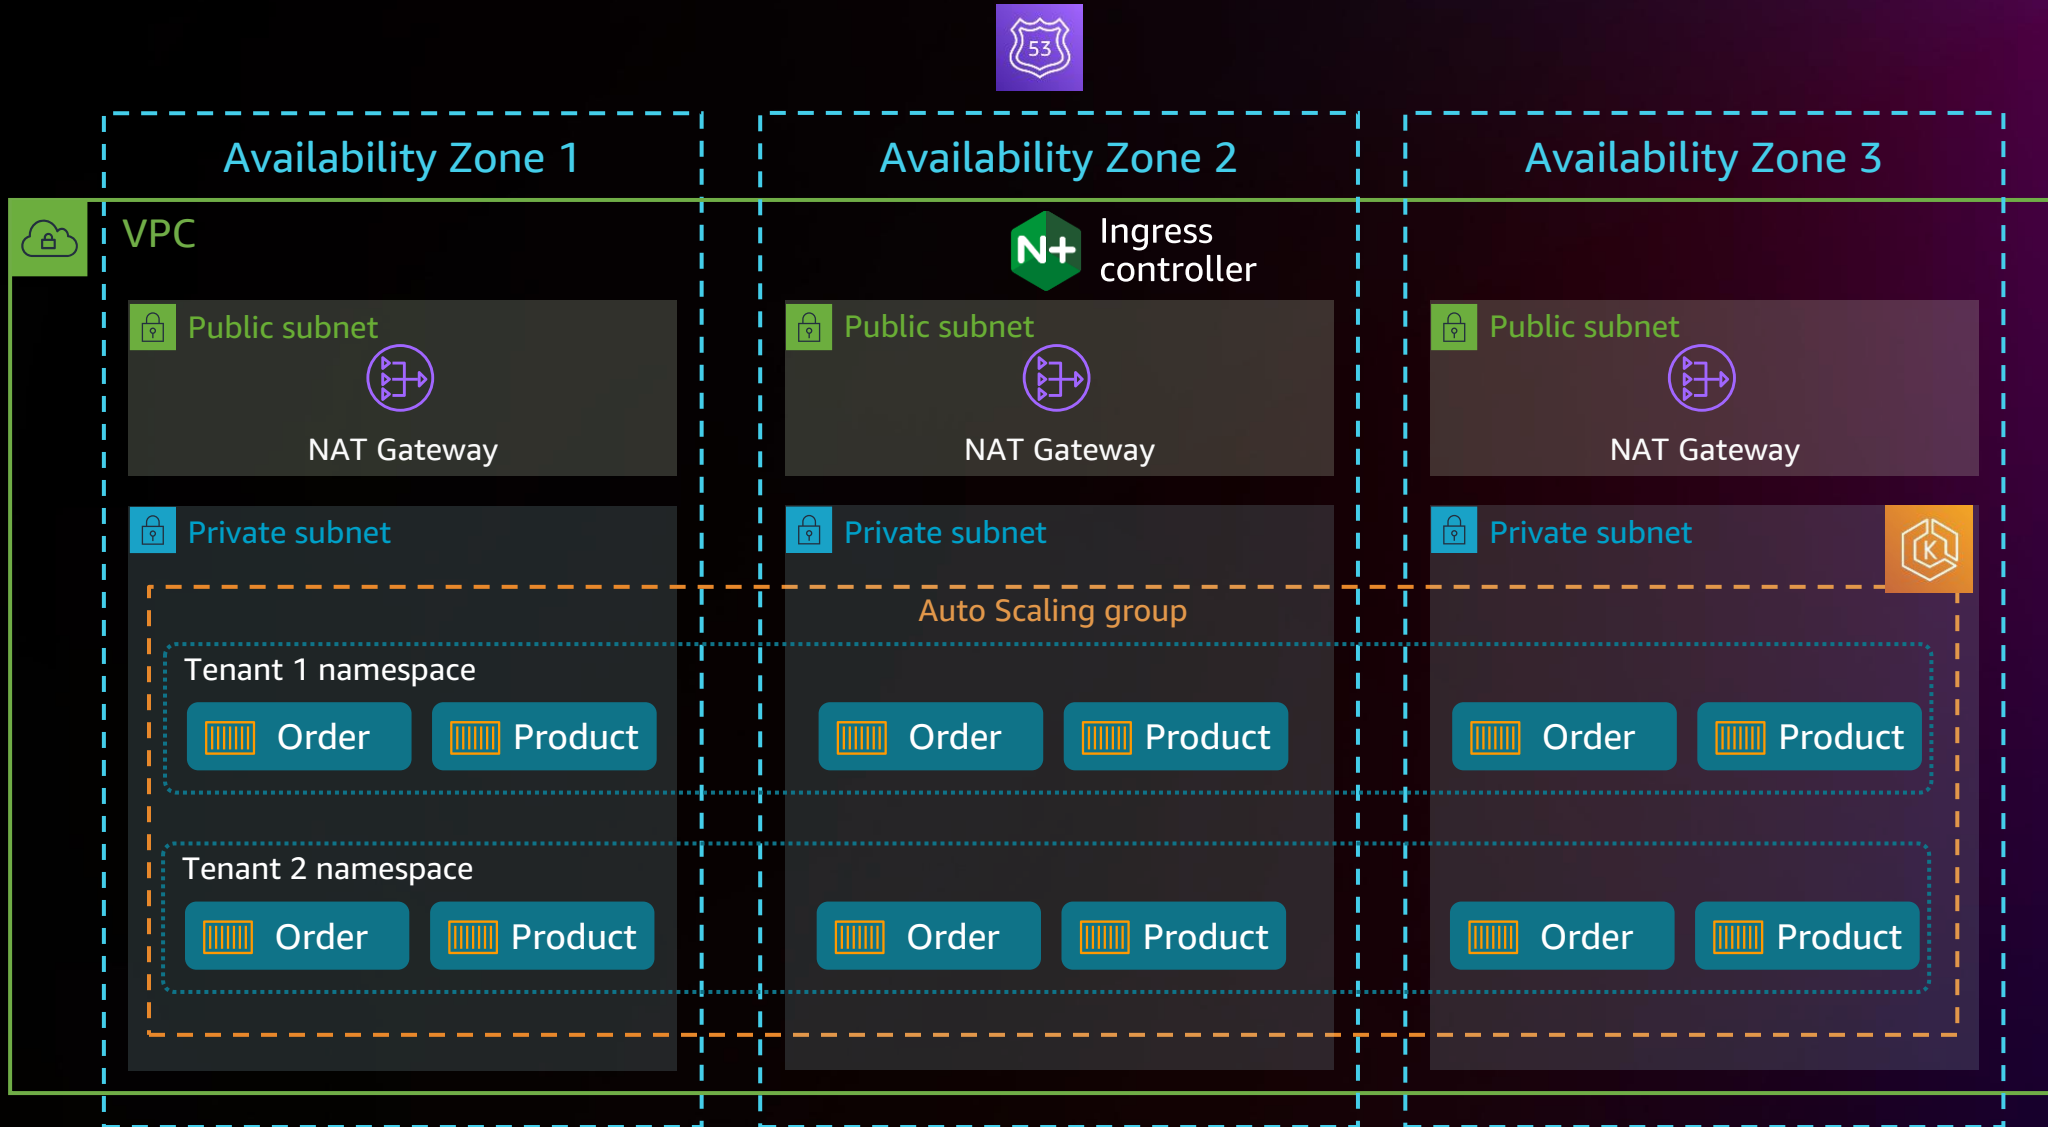 53
Availability Zone 1
Availability Zone 2
Availability Zone 3
VPC
N+
Ingress
controller
Public subnet
NAT Gateway
Public subnet
NAT Gateway
Public subnet
NAT Gateway
Private subnet
Private subnet
Private subnet
K
Auto Scaling group
Tenant 1 namespace
Order
Product
Order
Product
Order
Product
Tenant 2 namespace
Order
Product
Order
Product
Order
Product